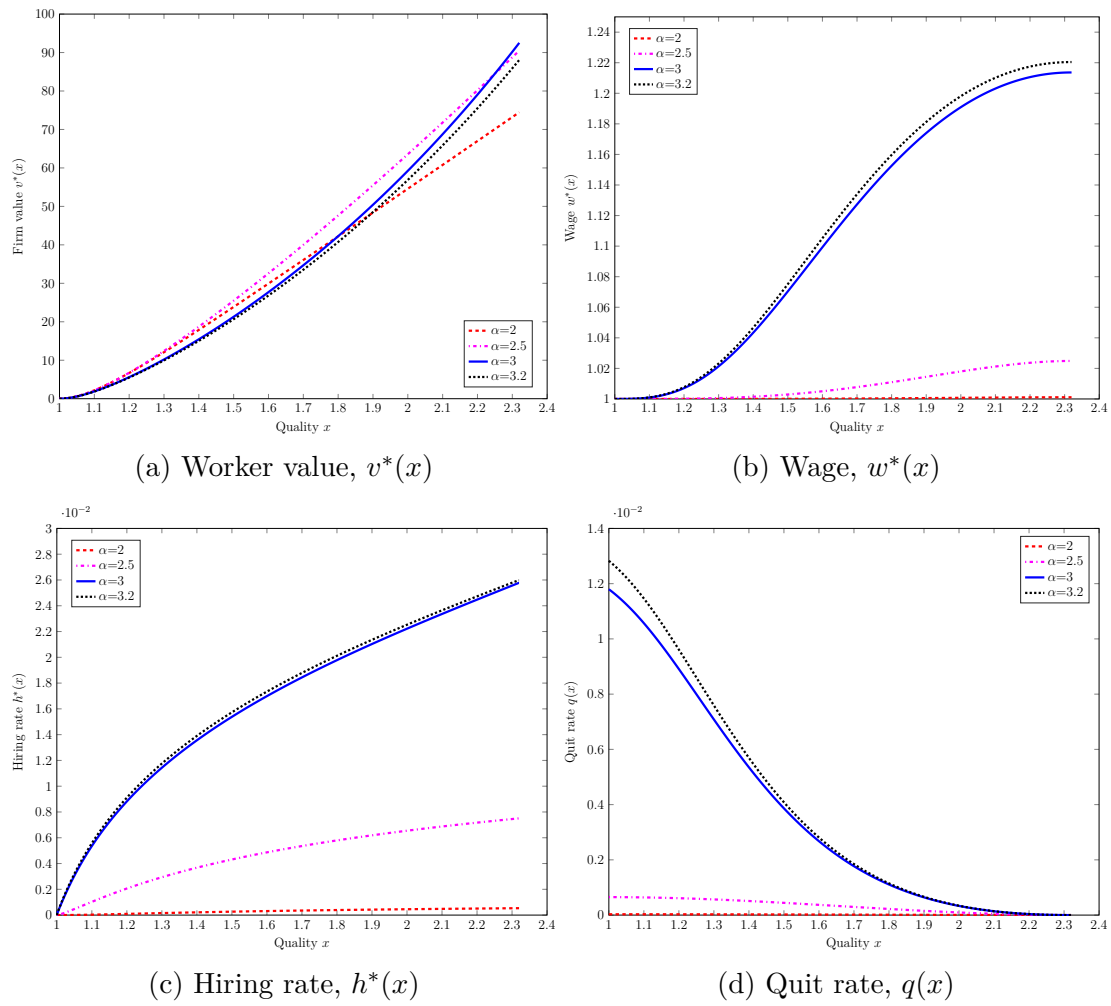 100
90
80
70
60
50
40
30
20
10
0
Firm value v*(x)
α=2
α=2.5
α=3
α=3.2
1 1.1 1.2 1.3 1.4 1.5 1.6 1.7 1.8 1.9 2 2.1 2.2 2.3 2.4
Quality x
(a) Worker value, v*(x)
1.24
1.22
1.2
1.18
1.16
1.14
1.12
1.1
1.08
1.06
1.04
1.02
1
Wage w*(x)
α=2
α=2.5
α=3
α=3.2
1 1.1 1.2 1.3 1.4 1.5 1.6 1.7 1.8 1.9 2 2.1 2.2 2.3 2.4
Quality x
(b) Wage, w*(x)
·10⁻²
3
2.8
2.6
2.4
2.2
2
1.8
1.6
1.4
1.2
1
0.8
0.6
0.4
0.2
0
Hiring rate h*(x)
α=2
α=2.5
α=3
α=3.2
1 1.1 1.2 1.3 1.4 1.5 1.6 1.7 1.8 1.9 2 2.1 2.2 2.3 2.4
Quality x
(c) Hiring rate, h*(x)
·10⁻²
1.4
1.2
1
0.8
0.6
0.4
0.2
0
Quit rate q(x)
α=2
α=2.5
α=3
α=3.2
1 1.1 1.2 1.3 1.4 1.5 1.6 1.7 1.8 1.9 2 2.1 2.2 2.3 2.4
Quality x
(d) Quit rate, q(x)